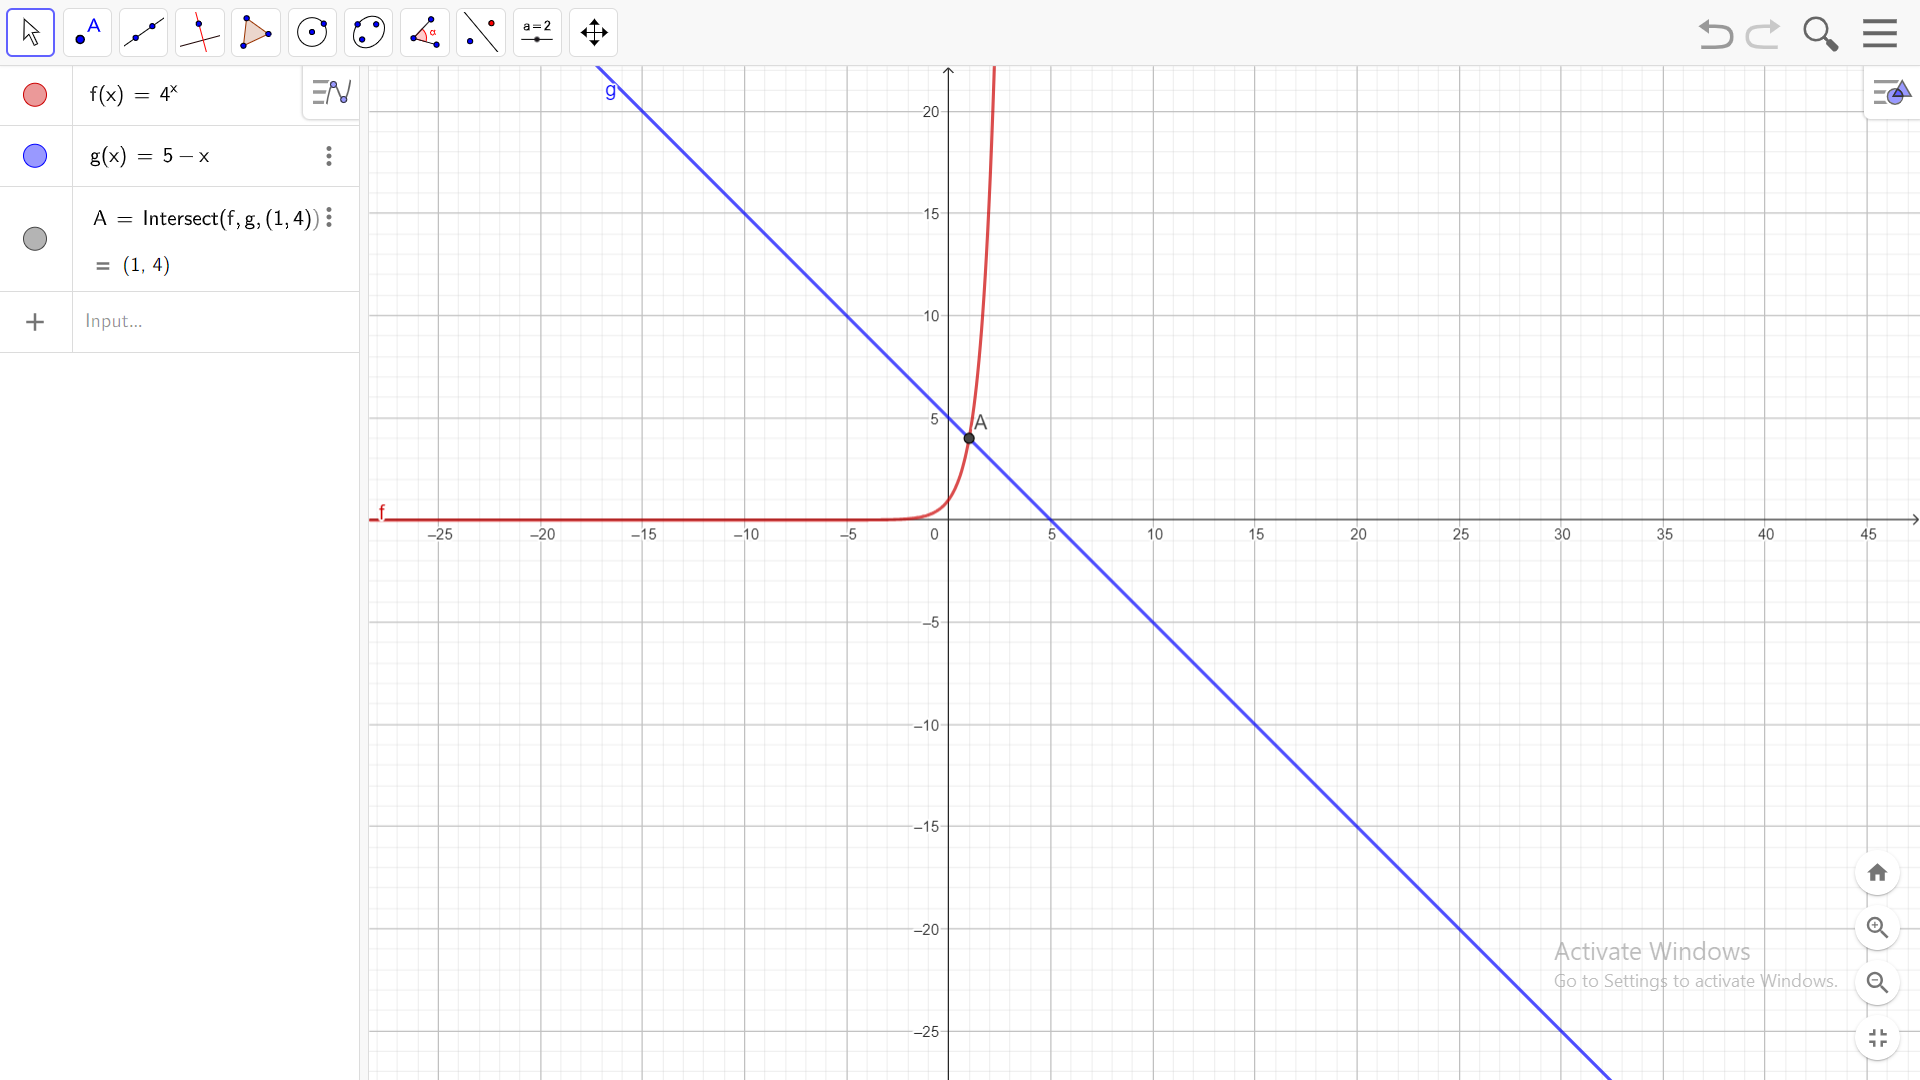 A
α
a=2
f(x) = 4ˣ
g(x) = 5 – x
A = Intersect(f, g, (1, 4))
= (1, 4)
+ Input...
g
20
15
10
5
A
f
–25 –20 –15 –10 –5 0 5 10 15 20 25 30 35 40 45
–5
–10
–15
–20
–25
Activate Windows
Go to Settings to activate Windows.